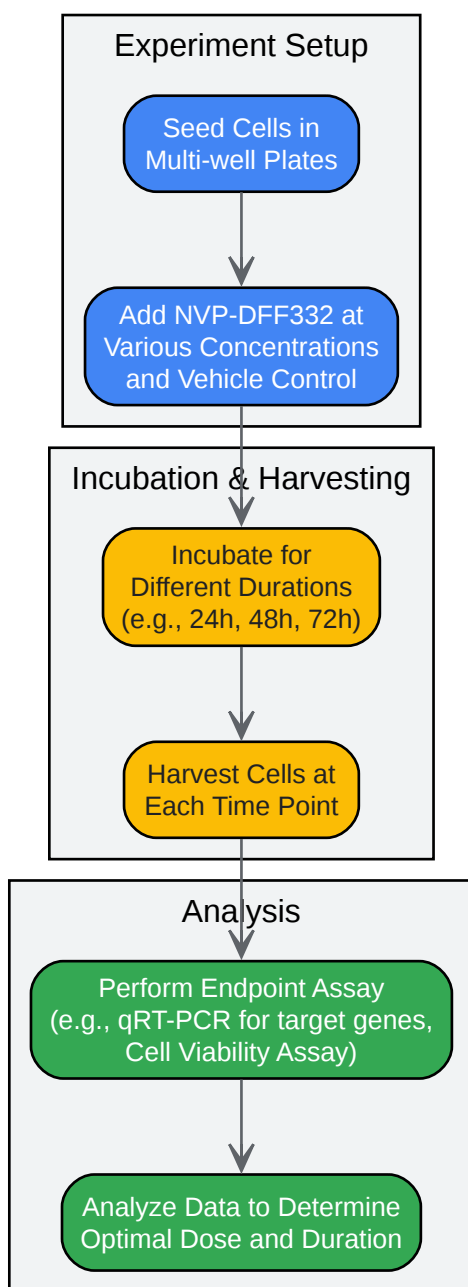 Experiment Setup
Seed Cells in
Multi-well Plates
Add NVP-DFF332 at
Various Concentrations
and Vehicle Control
Incubation & Harvesting
Incubate for
Different Durations
(e.g., 24h, 48h, 72h)
Harvest Cells at
Each Time Point
Analysis
Perform Endpoint Assay
(e.g., qRT-PCR for target genes,
Cell Viability Assay)
Analyze Data to Determine
Optimal Dose and Duration